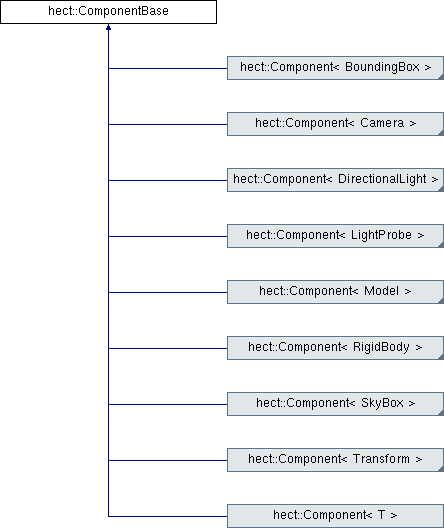 hect::ComponentBase
hect::Component< BoundingBox >
hect::Component< Camera >
hect::Component< DirectionalLight >
hect::Component< LightProbe >
hect::Component< Model >
hect::Component< RigidBody >
hect::Component< SkyBox >
hect::Component< Transform >
hect::Component< T >